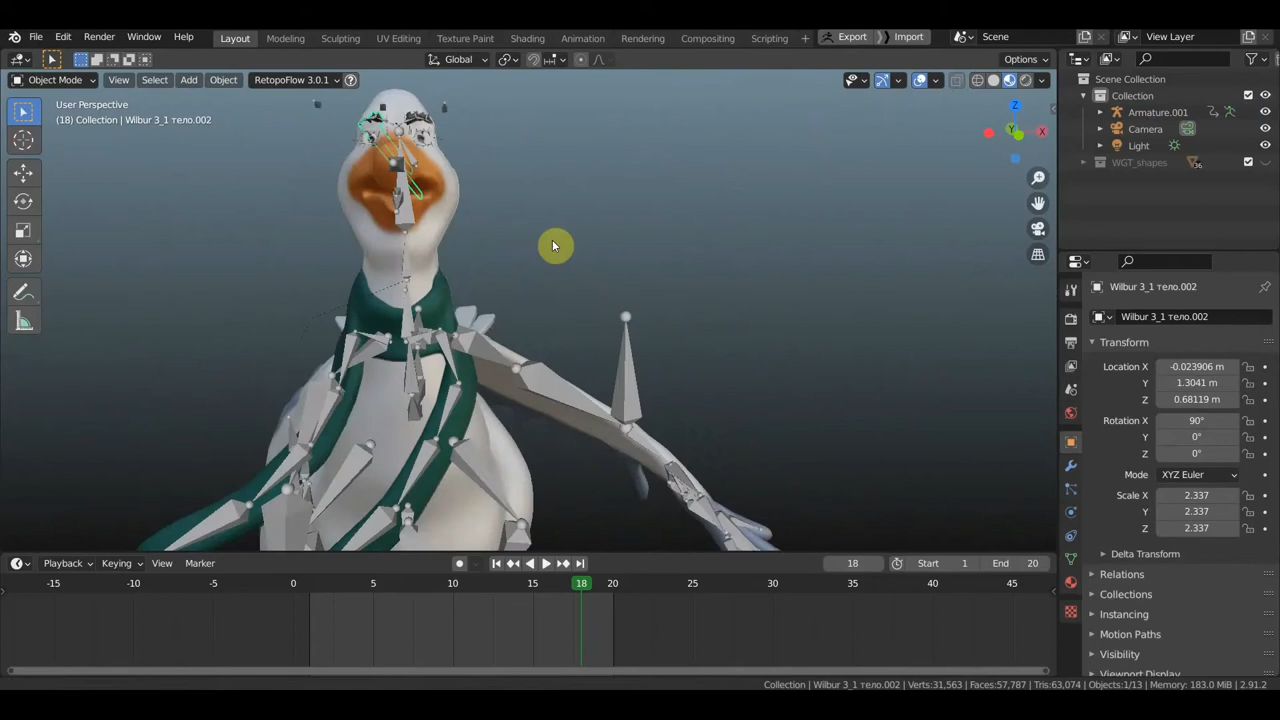 File Edit Render Window Help Layout Modeling Sculpting UV Editing Texture Paint Shading Animation Rendering Compositing Scripting + Export Import Scene View Layer
Global Options
Object Mode View Select Add Object RetopoFlow 3.0.1
User Perspective
(18) Collection | Wilbur 3_1 тело.002
Z
Y
X
Scene Collection
Collection
Armature.001
Camera
Light
WGT_shapes 36
Wilbur 3_1 тело.002
Wilbur 3_1 тело.002
Transform
Location X -0.023906 m
Y 1.3041 m
Z 0.68119 m
Rotation X 90°
Y 0°
Z 0°
Mode XYZ Euler
Scale X 2.337
Y 2.337
Z 2.337
Delta Transform
Relations
Collections
Instancing
Motion Paths
Visibility
Viewport Display
Playback Keying View Marker 18 Start 1 End 20
-15 -10 -5 0 5 10 15 18 20 25 30 35 40 45
Collection | Wilbur 3_1 тело.002 | Verts:31,563 | Faces:57,787 | Tris:63,074 | Objects:1/13 | Memory: 183.0 MiB | 2.91.2